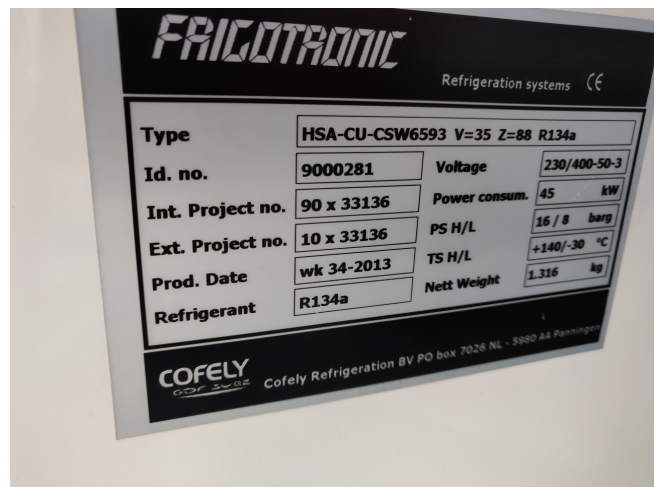 FRIGOTRONIC
Refrigeration systems CE
Type HSA-CU-CSW6593 V=35 Z=88 R134a
Id. no. 9000281 Voltage 230/400-50-3
Int. Project no. 90 x 33136 Power consum. 45 kW
Ext. Project no. 10 x 33136 PS H/L 16 / 8 barg
Prod. Date wk 34-2013 TS H/L +140/-30 °C
Refrigerant R134a Nett Weight 1.316 kg
COFELY
GDF SUEZ
Cofely Refrigeration BV PO box 7026 NL - 5980 AA Panningen